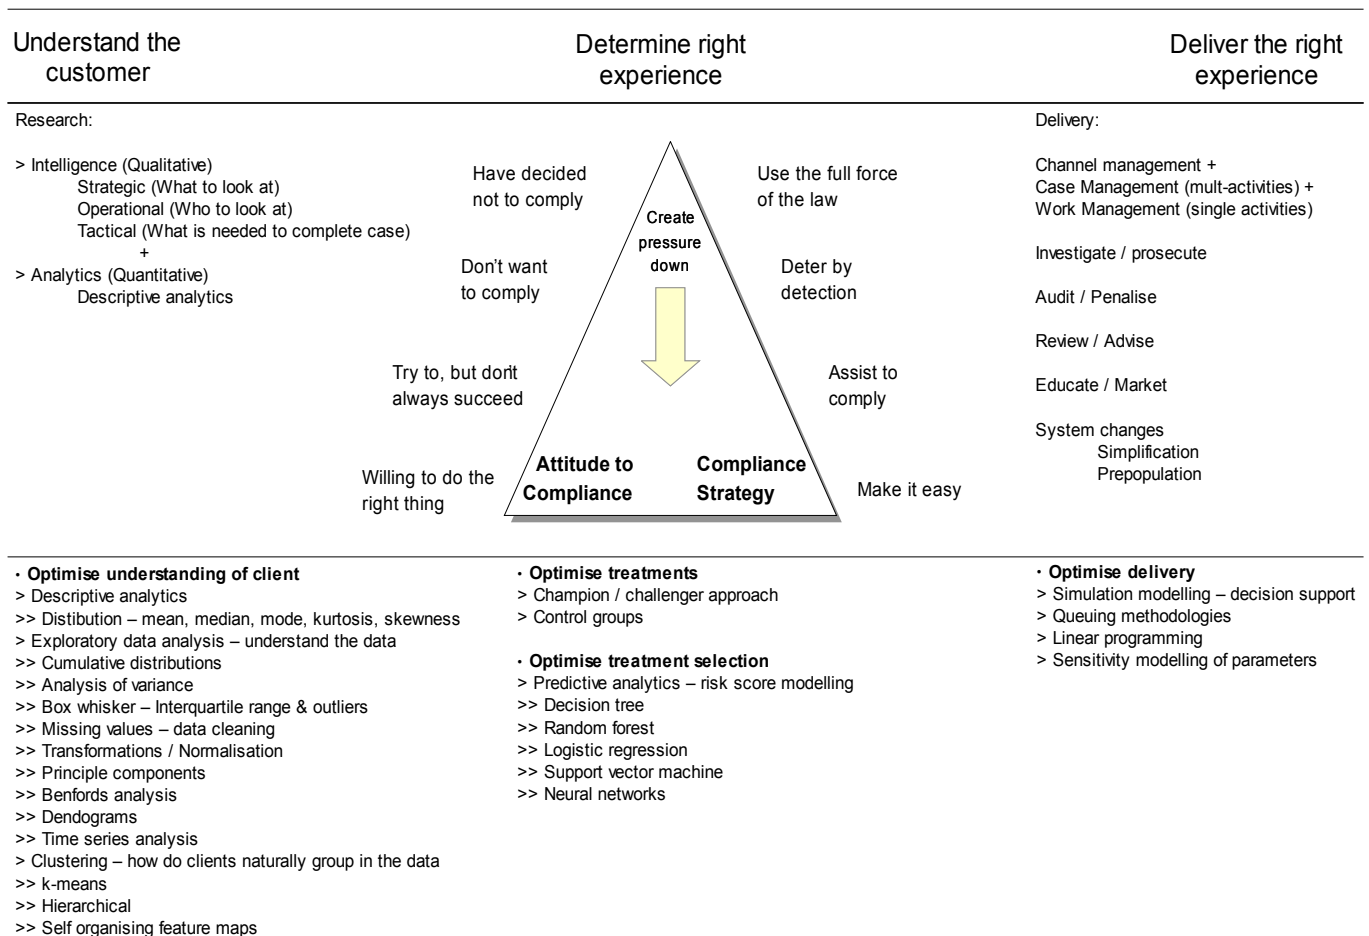 Understand the
customer
Determine right
experience
Deliver the right
experience
Research:
> Intelligence (Qualitative)
Strategic (What to look at)
Operational (Who to look at)
Tactical (What is needed to complete case)
+
> Analytics (Quantitative)
Descriptive analytics
Have decided
not to comply
Don't want
to comply
Try to, but don't
always succeed
Willing to do the
right thing
Create
pressure
down
Attitude to
Compliance
Compliance
Strategy
Use the full force
of the law
Deter by
detection
Assist to
comply
Make it easy
Delivery:
Channel management +
Case Management (mult-activities) +
Work Management (single activities)
Investigate / prosecute
Audit / Penalise
Review / Advise
Educate / Market
System changes
Simplification
Prepopulation
· Optimise understanding of client
> Descriptive analytics
>> Distibution – mean, median, mode, kurtosis, skewness
> Exploratory data analysis – understand the data
>> Cumulative distributions
>> Analysis of variance
>> Box whisker – Interquartile range & outliers
>> Missing values – data cleaning
>> Transformations / Normalisation
>> Principle components
>> Benfords analysis
>> Dendograms
>> Time series analysis
> Clustering – how do clients naturally group in the data
>> k-means
>> Hierarchical
>> Self organising feature maps
· Optimise treatments
> Champion / challenger approach
> Control groups
· Optimise treatment selection
> Predictive analytics – risk score modelling
>> Decision tree
>> Random forest
>> Logistic regression
>> Support vector machine
>> Neural networks
· Optimise delivery
> Simulation modelling – decision support
> Queuing methodologies
> Linear programming
> Sensitivity modelling of parameters